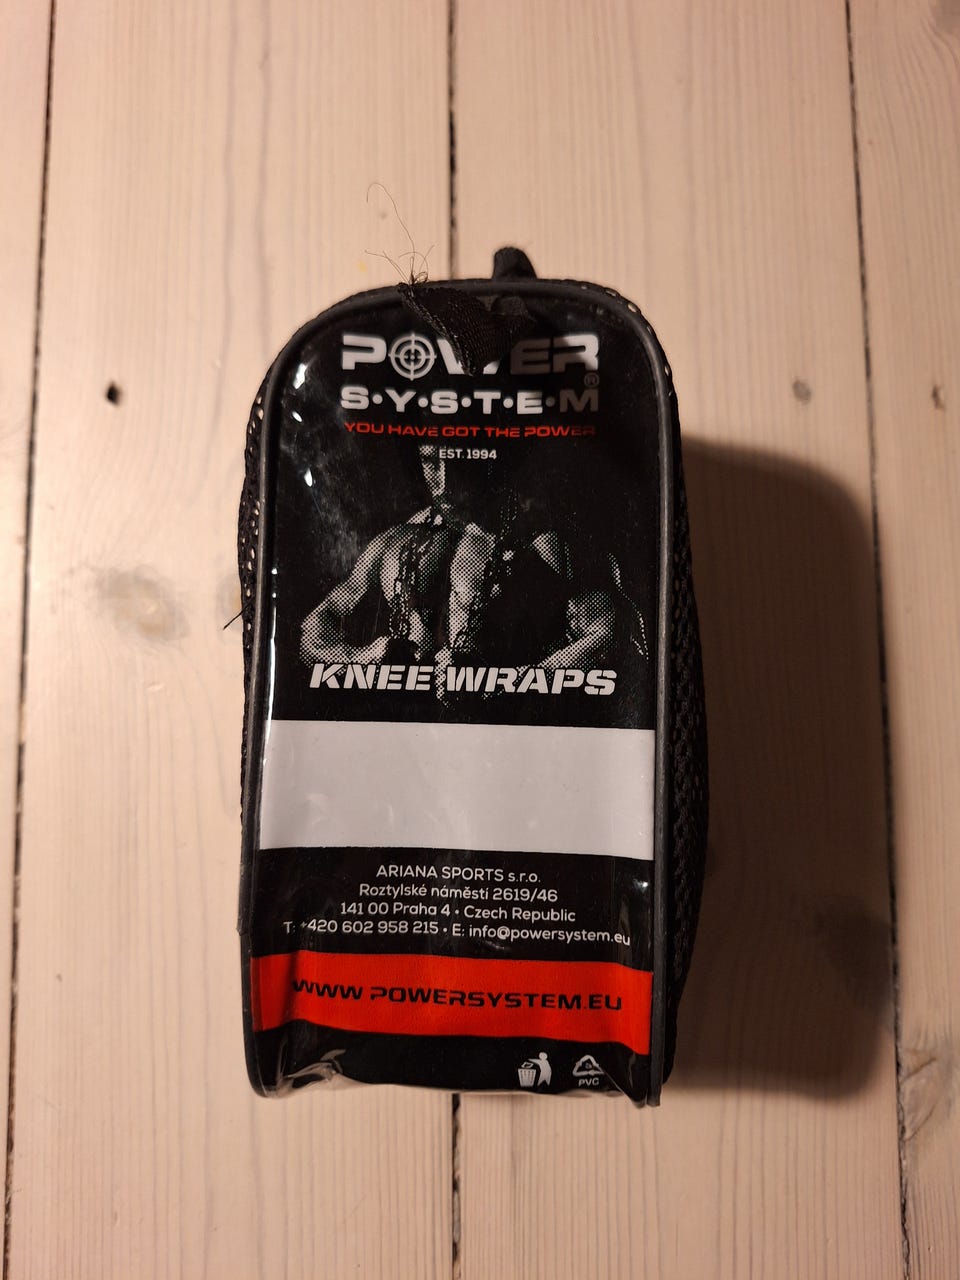 POWER
S•Y•S•T•E•M®
YOU HAVE GOT THE POWER
EST. 1994
KNEE WRAPS
ARIANA SPORTS s.r.o.
Roztylské náměstí 2619/46
141 00 Praha 4 • Czech Republic
T: +420 602 958 215 • E: info@powersystem.eu
WWW.POWERSYSTEM.EU
3
PVC